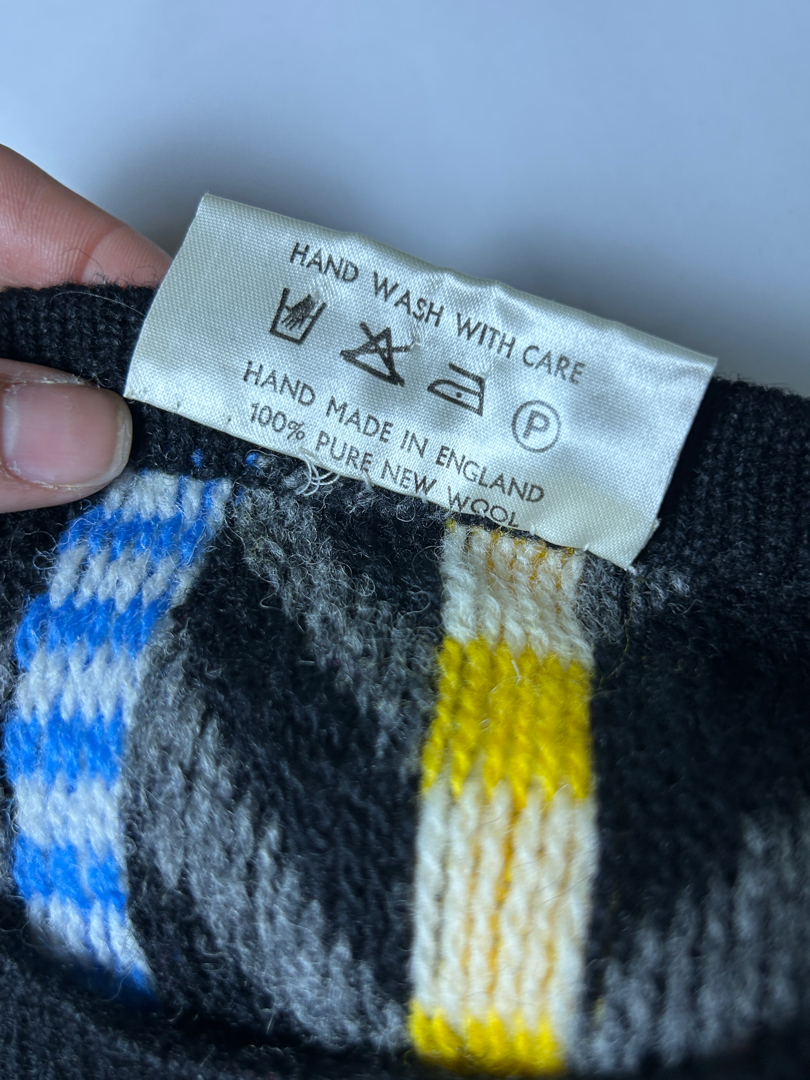 HAND WASH WITH CARE
P
HAND MADE IN ENGLAND
100% PURE NEW WOOL